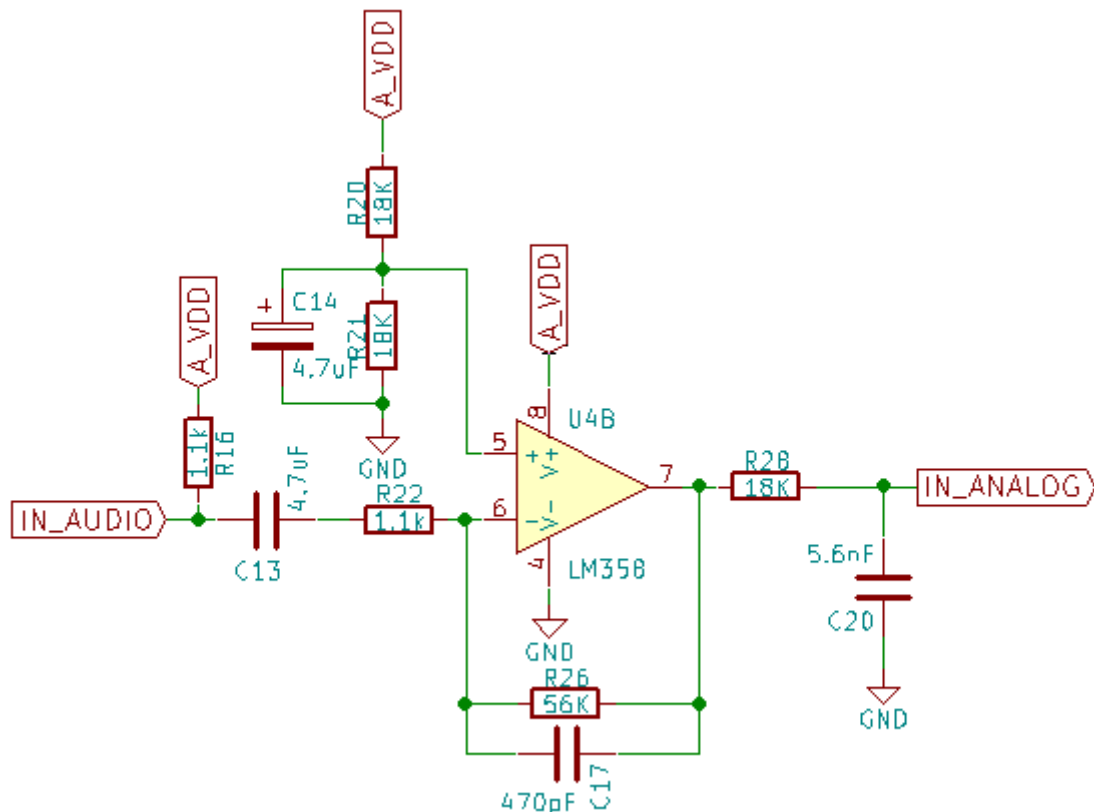 A_VDD
R20
18K
A_VDD
C14
4.7uF
R21
18K
GND
A_VDD
1.1k
R16
IN_AUDIO
4.7uF
C13
R22
1.1k
U4B
8
5
+
V+
6
-
V-
4
7
LM358
GND
R28
18K
IN_ANALOG
5.6nF
C20
GND
R26
56K
470pF
C17